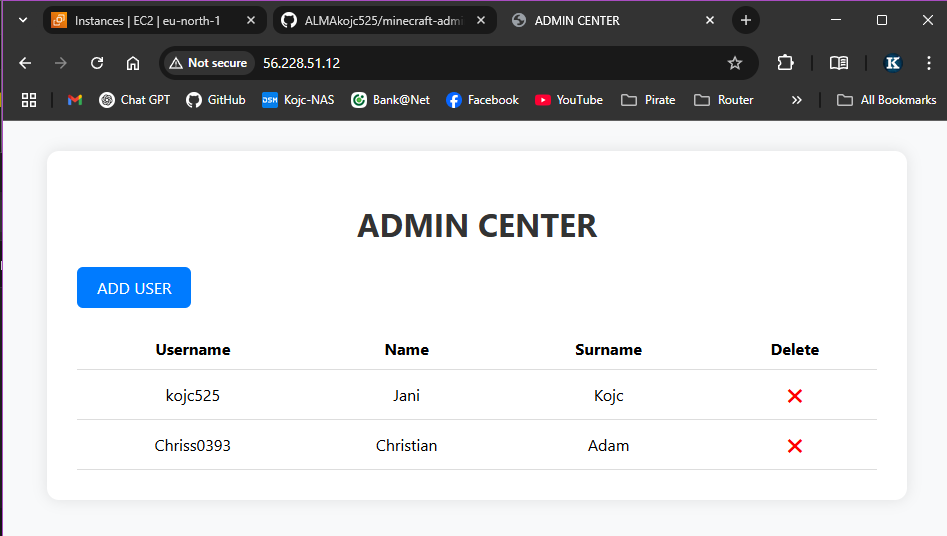 Instances | EC2 | eu-north-1
ALMAkojc525/minecraft-admi
ADMIN CENTER
Not secure
56.228.51.12
K
Chat GPT
GitHub
DSM
Kojc-NAS
Bank@Net
Facebook
YouTube
Pirate
Router
All Bookmarks
ADMIN CENTER
ADD USER
Username Name Surname Delete
kojc525 Jani Kojc
Chriss0393 Christian Adam